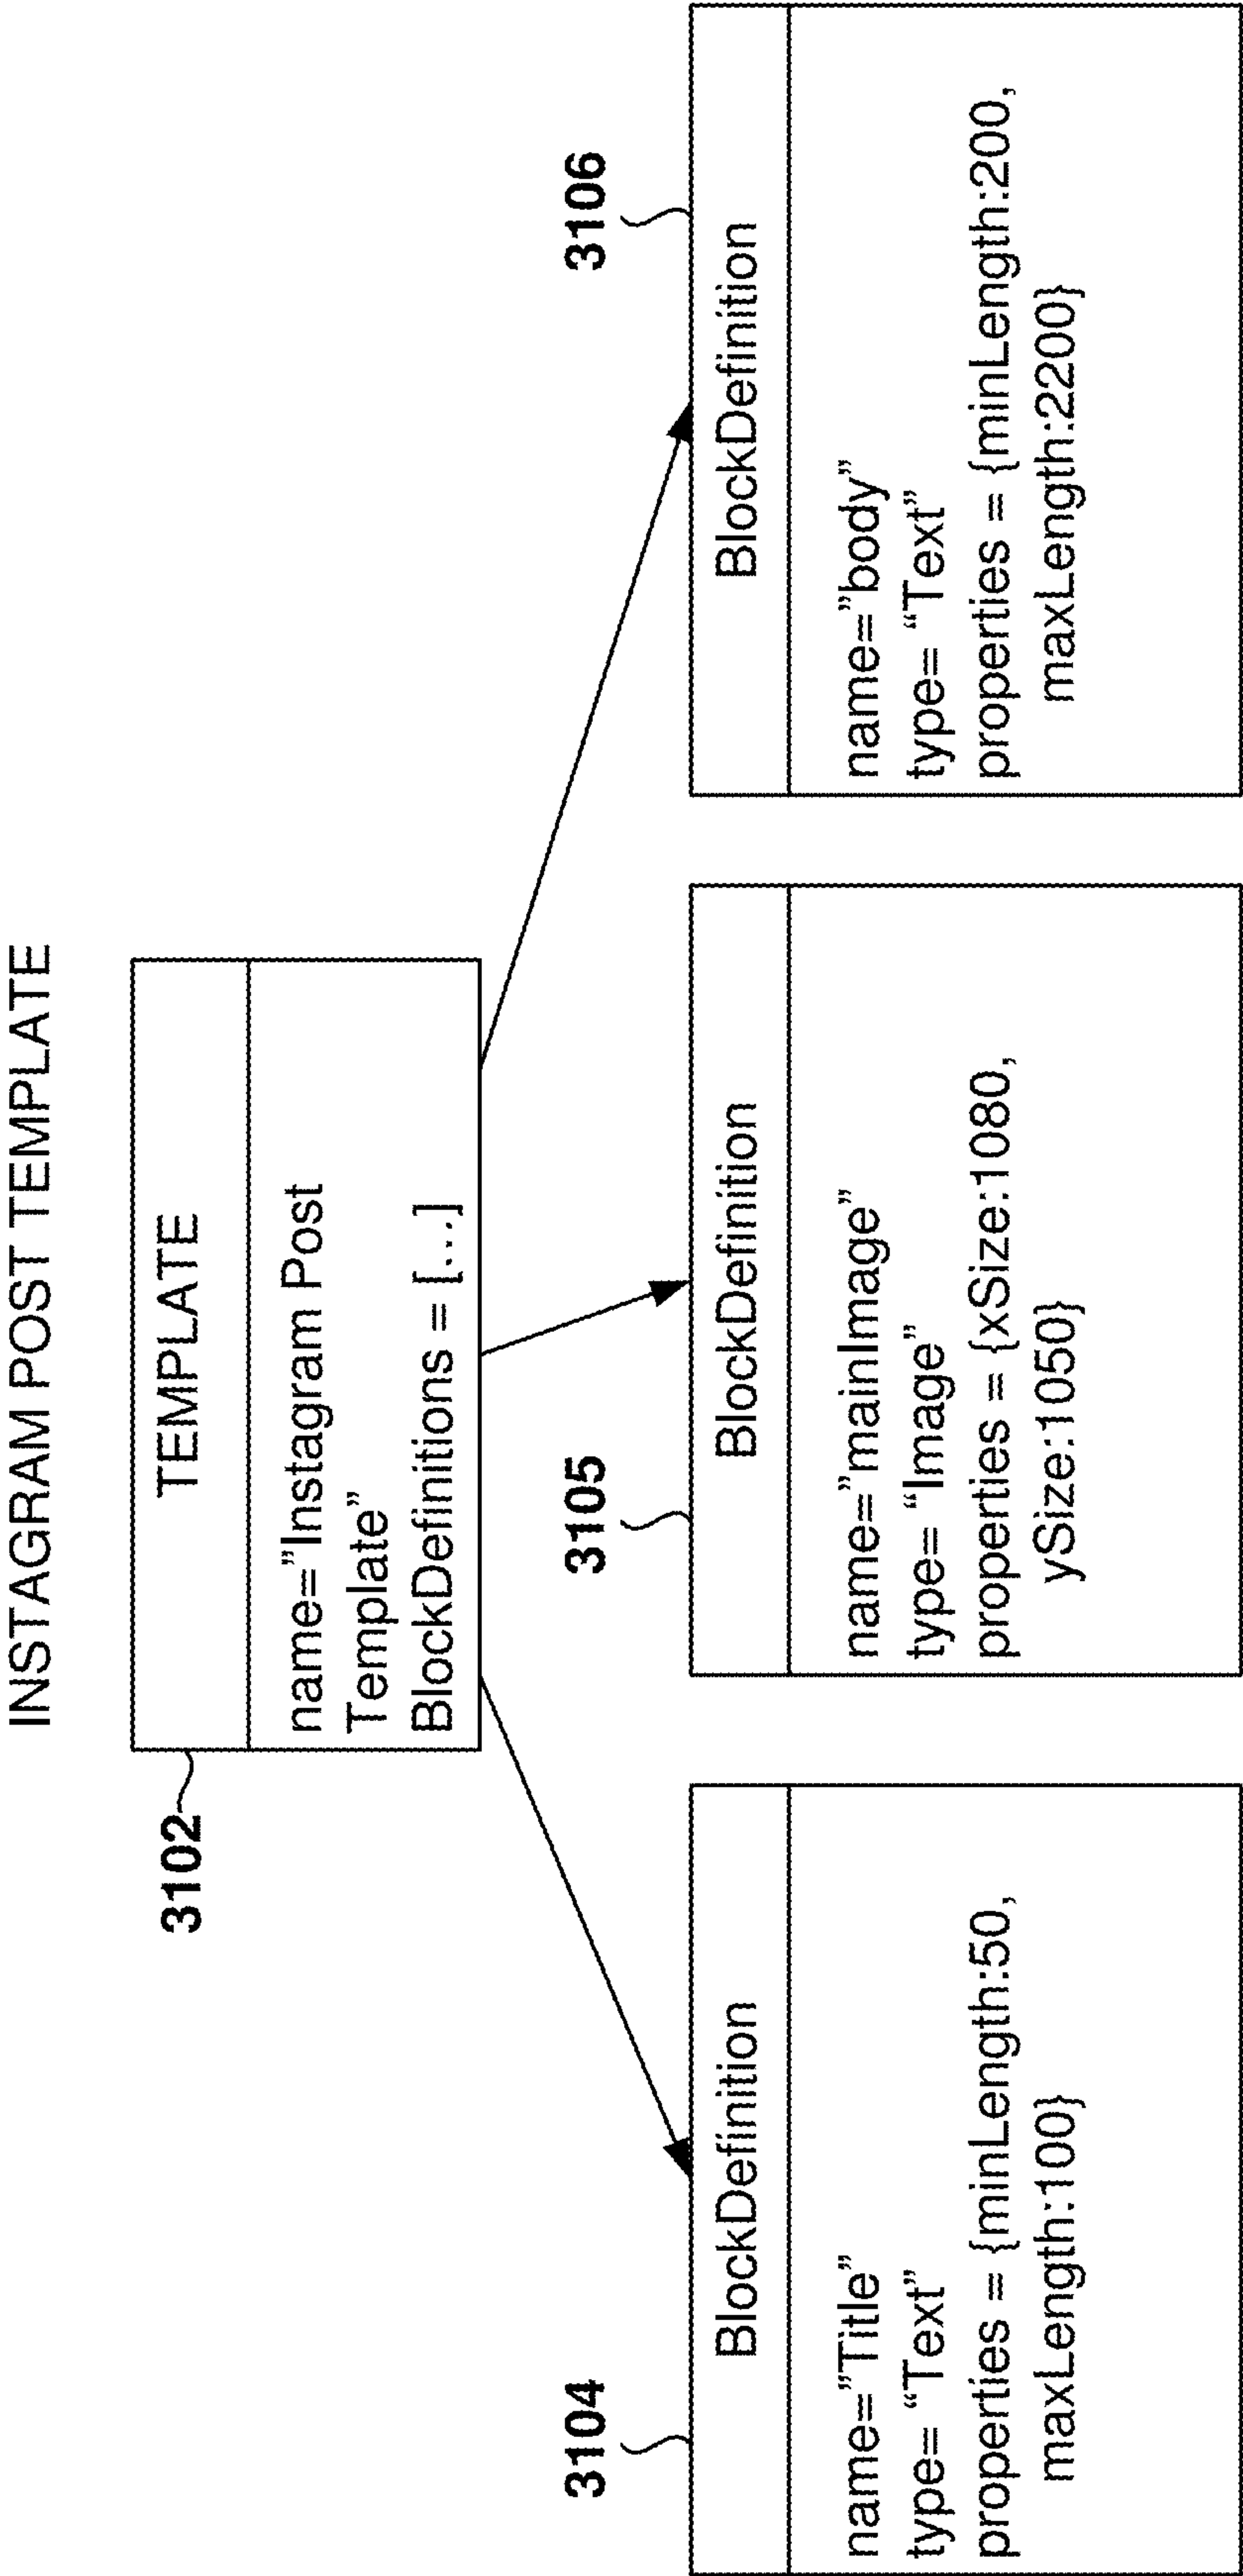 INSTAGRAM POST TEMPLATE
3102
TEMPLATE
name=”Instagram Post
Template”
BlockDefinitions = [...]
3104
BlockDefinition
name=”Title”
type= “Text”
properties = {minLength:50,
maxLength:100}
3105
BlockDefinition
name=”mainImage”
type= “Image”
properties = {xSize:1080,
ySize:1050}
3106
BlockDefinition
name=”body”
type= “Text”
properties = {minLength:200,
maxLength:2200}